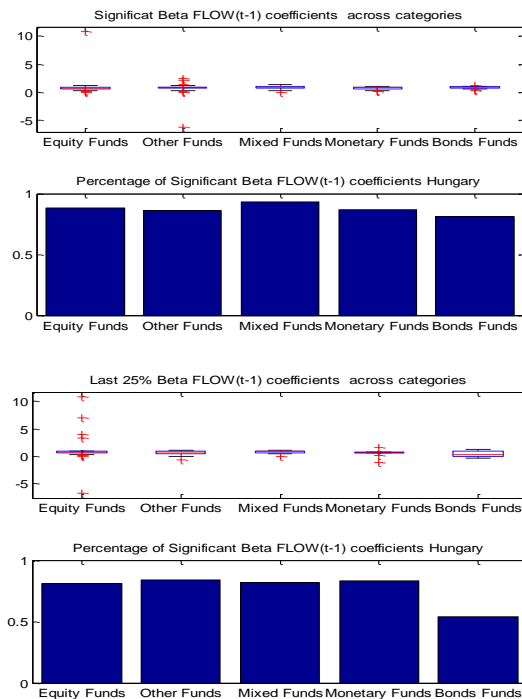 Significat Beta FLOW(t-1) coefficients  across categories
10
5
0
-5
Equity Funds Other Funds Mixed Funds Monetary Funds Bonds Funds
Percentage of Significant Beta FLOW(t-1) coefficients Hungary
1
0.5
0
Equity Funds Other Funds Mixed Funds Monetary Funds Bonds Funds
Last 25% Beta FLOW(t-1) coefficients  across categories
10
5
0
-5
Equity Funds Other Funds Mixed Funds Monetary Funds Bonds Funds
Percentage of Significant Beta FLOW(t-1) coefficients Hungary
1
0.5
0
Equity Funds Other Funds Mixed Funds Monetary Funds Bonds Funds